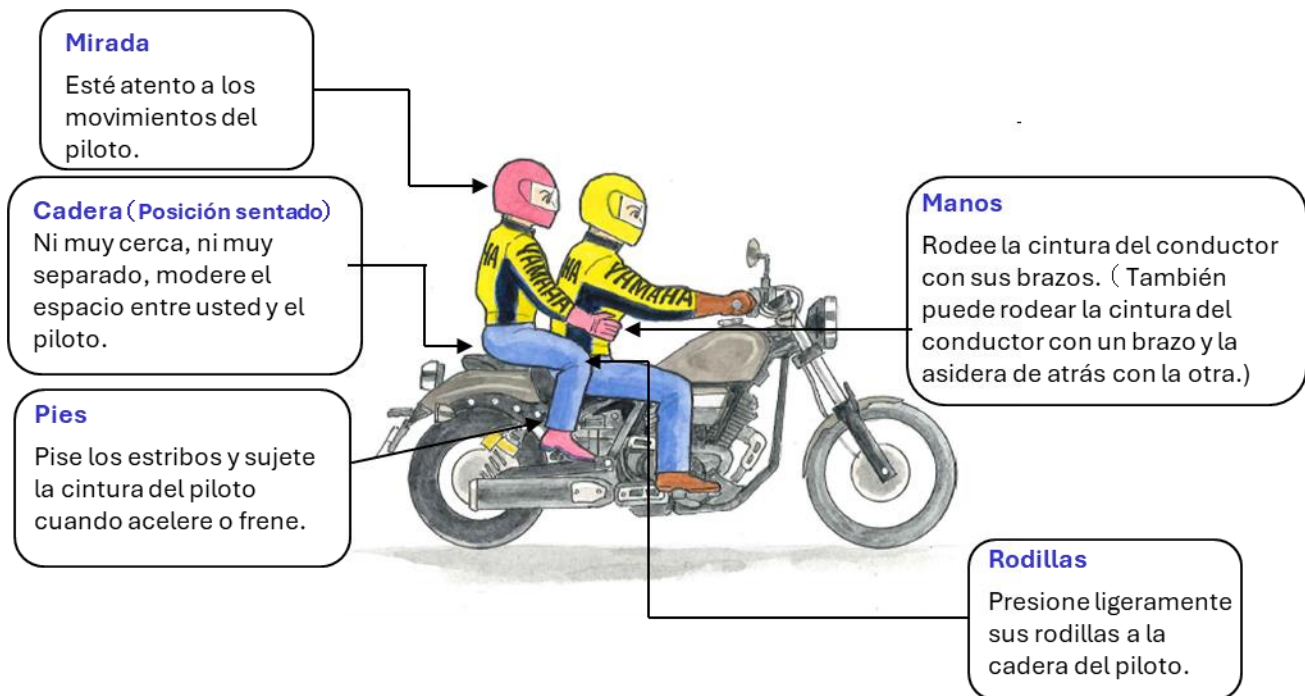 Mirada
Esté atento a los
movimientos del
piloto.
Cadera (Posición sentado)
Ni muy cerca, ni muy
separado, modere el
espacio entre usted y el
piloto.
Pies
Pise los estribos y sujete
la cintura del piloto
cuando acelere o frene.
HA YAMAHA
HA YAMAHA
Manos
Rodee la cintura del conductor
con sus brazos. ( También
puede rodear la cintura del
conductor con un brazo y la
asidera de atrás con la otra.)
Rodillas
Presione ligeramente
sus rodillas a la
cadera del piloto.